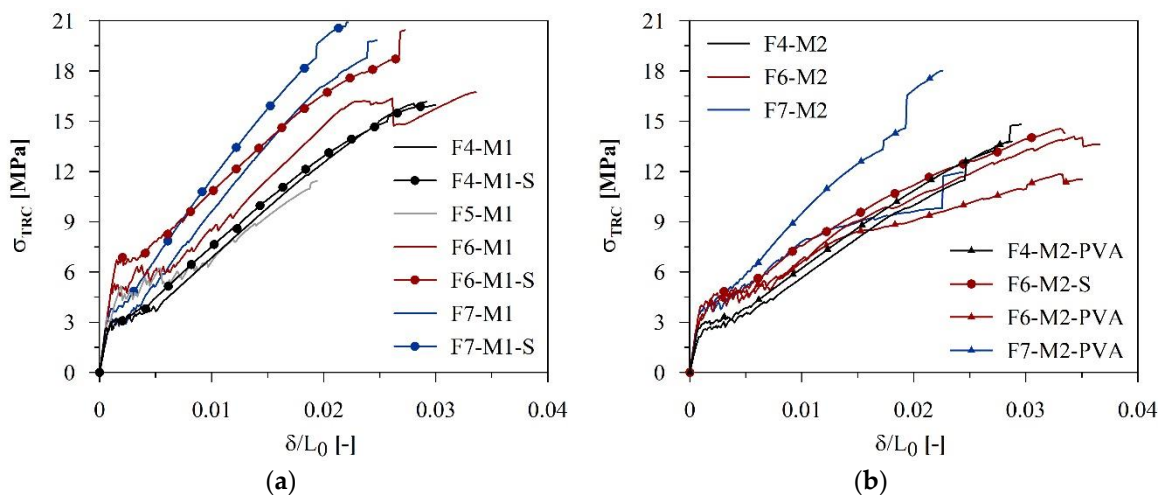 21
18
15
12
9
6
3
0
σTRC [MPa]
F4-M1
F4-M1-S
F5-M1
F6-M1
F6-M1-S
F7-M1
F7-M1-S
0 0.01 0.02 0.03 0.04
δ/L0 [-]
(a)
21
18
15
12
9
6
3
0
σTRC [MPa]
F4-M2
F6-M2
F7-M2
F4-M2-PVA
F6-M2-S
F6-M2-PVA
F7-M2-PVA
0 0.01 0.02 0.03 0.04
δ/L0 [-]
(b)